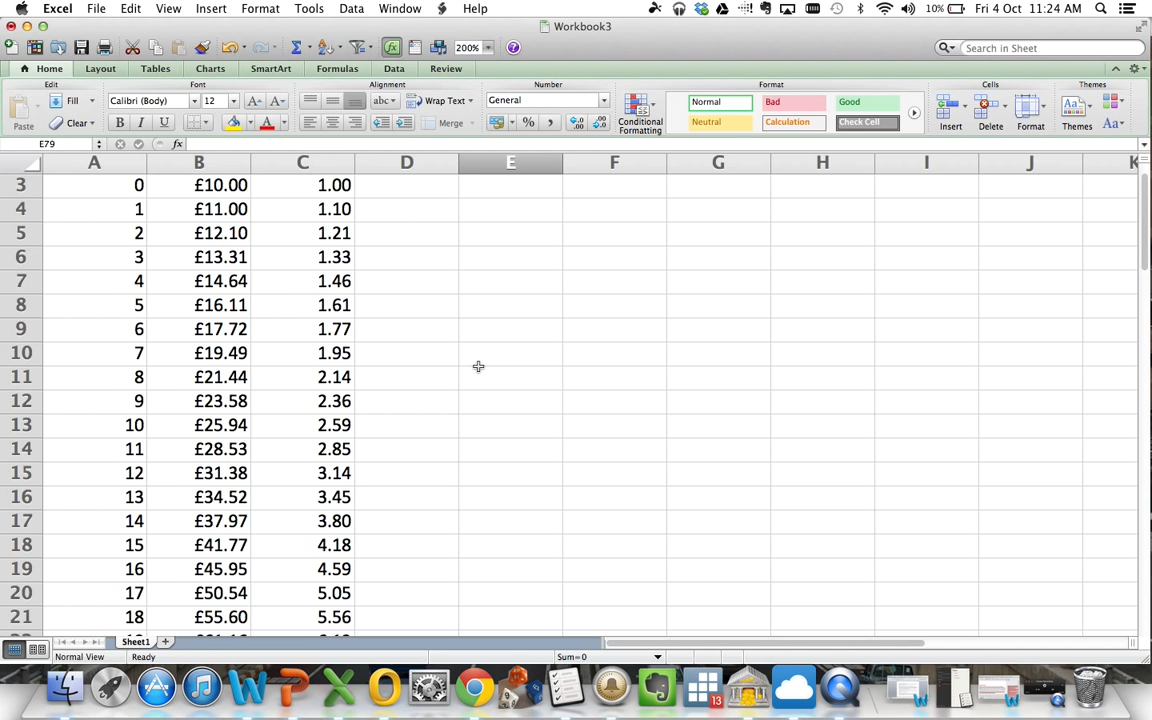 Excel File Edit View Insert Format Tools Data Window Help 10% Fri 4 Oct 11:24 AM
Workbook3
200% Search in Sheet
Home Layout Tables Charts SmartArt Formulas Data Review
Edit Font Alignment Number Format Cells Themes
Paste Fill Calibri (Body) 12 abc Wrap Text General Conditional Formatting Normal Bad Good Insert Delete Format Themes Aa
Clear B I U A Merge % Neutral Calculation Check Cell Aa
E79 fx
A B C D E F G H I J K
3 0 £10.00 1.00
4 1 £11.00 1.10
5 2 £12.10 1.21
6 3 £13.31 1.33
7 4 £14.64 1.46
8 5 £16.11 1.61
9 6 £17.72 1.77
10 7 £19.49 1.95
11 8 £21.44 2.14
12 9 £23.58 2.36
13 10 £25.94 2.59
14 11 £28.53 2.85
15 12 £31.38 3.14
16 13 £34.52 3.45
17 14 £37.97 3.80
18 15 £41.77 4.18
19 16 £45.95 4.59
20 17 £50.54 5.05
21 18 £55.60 5.56
Sheet1
Normal View Ready Sum=0
13